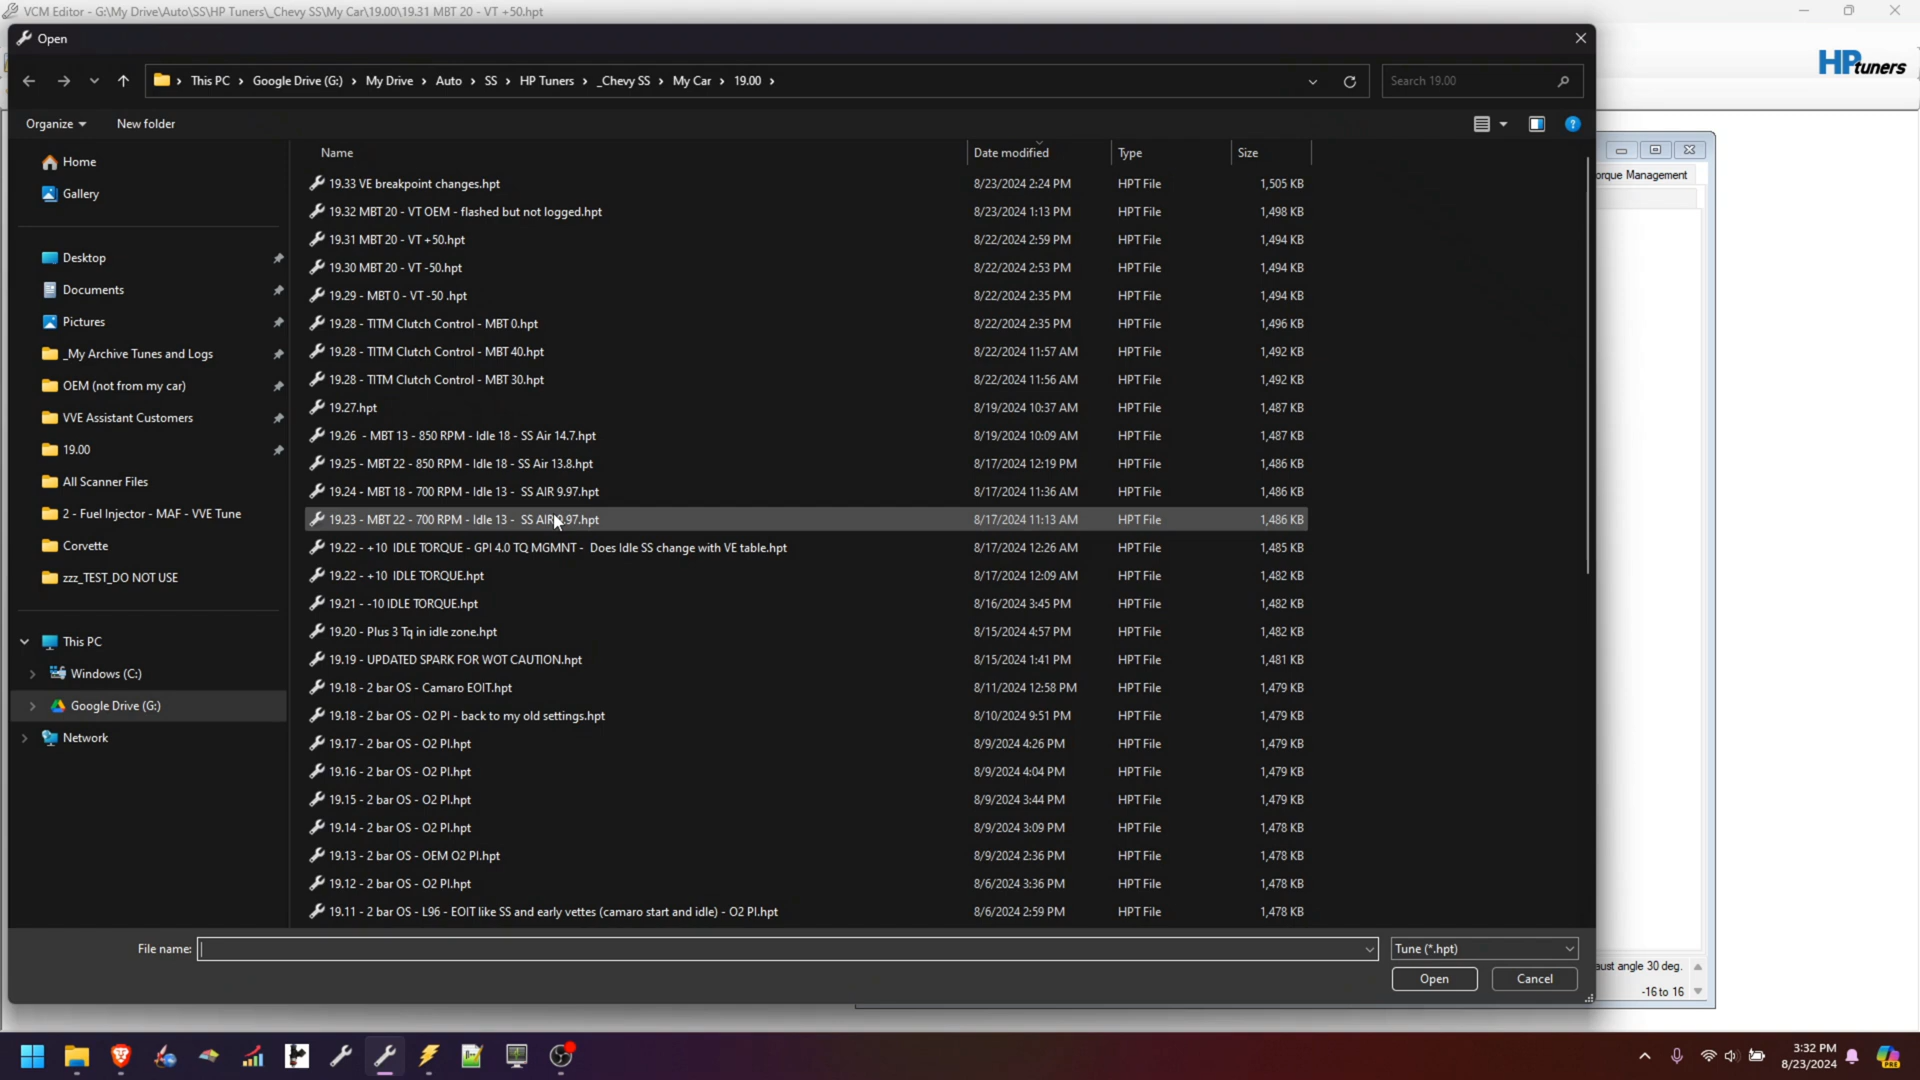 VCM Editor - G:\My Drive\Auto\SS\HP Tuners\_Chevy SS\My Car\19.00\19.31 MBT 20 - VT +50.hpt
Open
HPtuners
This PC > Google Drive (G:) > My Drive > Auto > SS > HP Tuners > _Chevy SS > My Car > 19.00 >
Search 19.00
Organize
New folder
Name Date modified Type Size
orque Management
Home
Gallery
Desktop
Documents
Pictures
_My Archive Tunes and Logs
OEM (not from my car)
VVE Assistant Customers
19.00
All Scanner Files
2 - Fuel Injector - MAF - VVE Tune
Corvette
zzz_TEST_DO NOT USE
This PC
Windows (C:)
Google Drive (G:)
Network
19.33 VE breakpoint changes.hpt 8/23/2024 2:24 PM HPT File 1,505 KB
19.32 MBT 20 - VT OEM - flashed but not logged.hpt 8/23/2024 1:13 PM HPT File 1,498 KB
19.31 MBT 20 - VT +50.hpt 8/22/2024 2:59 PM HPT File 1,494 KB
19.30 MBT 20 - VT -50.hpt 8/22/2024 2:53 PM HPT File 1,494 KB
19.29 - MBT 0 - VT -50 .hpt 8/22/2024 2:35 PM HPT File 1,494 KB
19.28 - TITM Clutch Control - MBT 0.hpt 8/22/2024 2:35 PM HPT File 1,496 KB
19.28 - TITM Clutch Control - MBT 40.hpt 8/22/2024 11:57 AM HPT File 1,492 KB
19.28 - TITM Clutch Control - MBT 30.hpt 8/22/2024 11:56 AM HPT File 1,492 KB
19.27.hpt 8/19/2024 10:37 AM HPT File 1,487 KB
19.26 - MBT 13 - 850 RPM - Idle 18 - SS Air 14.7.hpt 8/19/2024 10:09 AM HPT File 1,487 KB
19.25 - MBT 22 - 850 RPM - Idle 18 - SS Air 13.8.hpt 8/17/2024 12:19 PM HPT File 1,486 KB
19.24 - MBT 18 - 700 RPM - Idle 13 - SS AIR 9.97.hpt 8/17/2024 11:36 AM HPT File 1,486 KB
19.23 - MBT 22 - 700 RPM - Idle 13 - SS AIR 9.97.hpt 8/17/2024 11:13 AM HPT File 1,486 KB
19.22 - +10 IDLE TORQUE - GPI 4.0 TQ MGMNT - Does Idle SS change with VE table.hpt 8/17/2024 12:26 AM HPT File 1,485 KB
19.22 - +10 IDLE TORQUE.hpt 8/17/2024 12:09 AM HPT File 1,482 KB
19.21 - -10 IDLE TORQUE.hpt 8/16/2024 3:45 PM HPT File 1,482 KB
19.20 - Plus 3 Tq in idle zone.hpt 8/15/2024 4:57 PM HPT File 1,482 KB
19.19 - UPDATED SPARK FOR WOT CAUTION.hpt 8/15/2024 1:41 PM HPT File 1,481 KB
19.18 - 2 bar OS - Camaro EOIT.hpt 8/11/2024 12:58 PM HPT File 1,479 KB
19.18 - 2 bar OS - O2 PI - back to my old settings.hpt 8/10/2024 9:51 PM HPT File 1,479 KB
19.17 - 2 bar OS - O2 PI.hpt 8/9/2024 4:26 PM HPT File 1,479 KB
19.16 - 2 bar OS - O2 PI.hpt 8/9/2024 4:04 PM HPT File 1,479 KB
19.15 - 2 bar OS - O2 PI.hpt 8/9/2024 3:44 PM HPT File 1,479 KB
19.14 - 2 bar OS - O2 PI.hpt 8/9/2024 3:09 PM HPT File 1,478 KB
19.13 - 2 bar OS - OEM O2 PI.hpt 8/9/2024 2:36 PM HPT File 1,478 KB
19.12 - 2 bar OS - O2 PI.hpt 8/6/2024 3:36 PM HPT File 1,478 KB
19.11 - 2 bar OS - L96 - EOIT like SS and early vettes (camaro start and idle) - O2 PI.hpt 8/6/2024 2:59 PM HPT File 1,478 KB
File name: Tune (*.hpt)
Open Cancel
aust angle 30 deg.
-16 to 16
3:32 PM
8/23/2024
PRE